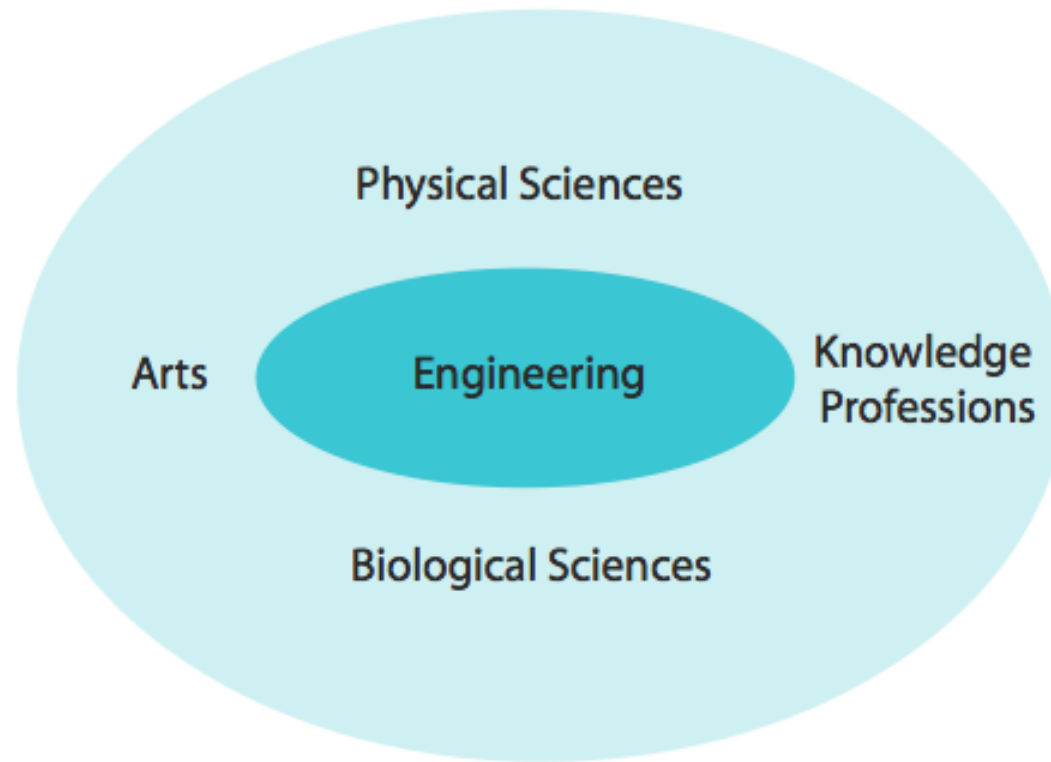 Physical Sciences
Arts
Engineering
Knowledge
Professions
Biological Sciences